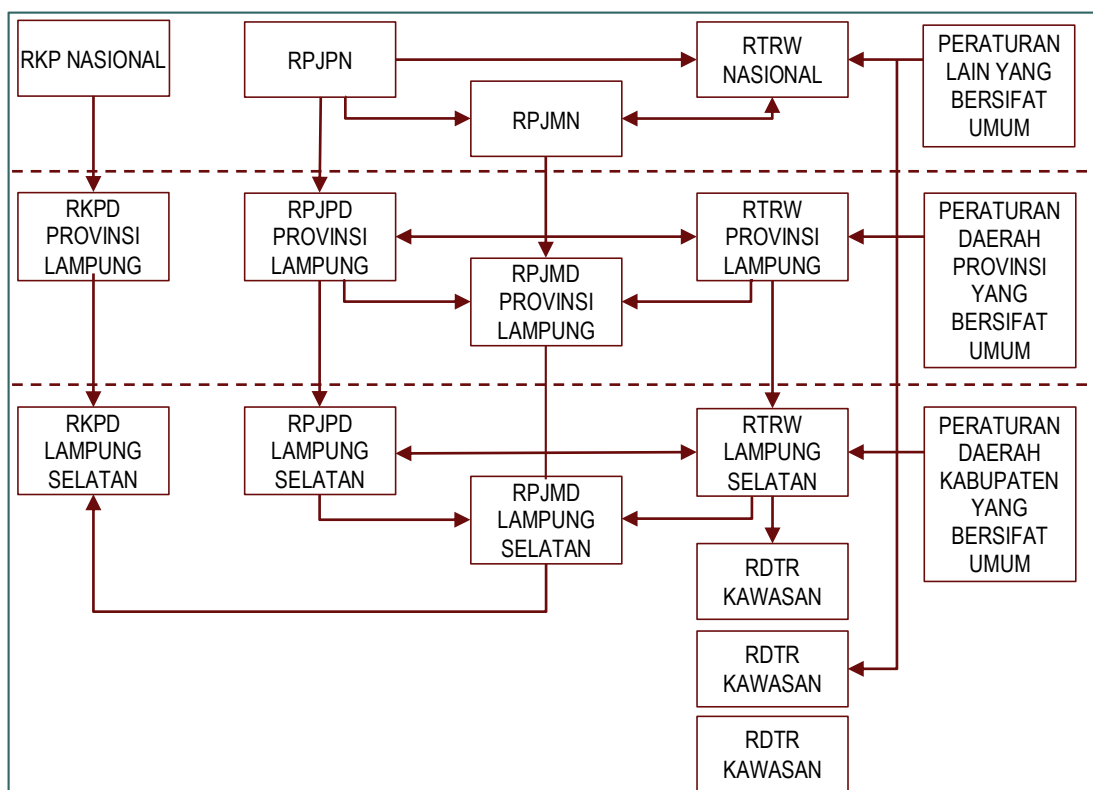 RKP NASIONAL
RPJPN
RTRW
NASIONAL
PERATURAN
LAIN YANG
BERSIFAT
UMUM
RPJMN
RKPD
PROVINSI
LAMPUNG
RPJPD
PROVINSI
LAMPUNG
RTRW
PROVINSI
LAMPUNG
PERATURAN
DAERAH
PROVINSI
YANG
BERSIFAT
UMUM
RPJMD
PROVINSI
LAMPUNG
RKPD
LAMPUNG
SELATAN
RPJPD
LAMPUNG
SELATAN
RTRW
LAMPUNG
SELATAN
PERATURAN
DAERAH
KABUPATEN
YANG
BERSIFAT
UMUM
RPJMD
LAMPUNG
SELATAN
RDTR
KAWASAN
RDTR
KAWASAN
RDTR
KAWASAN